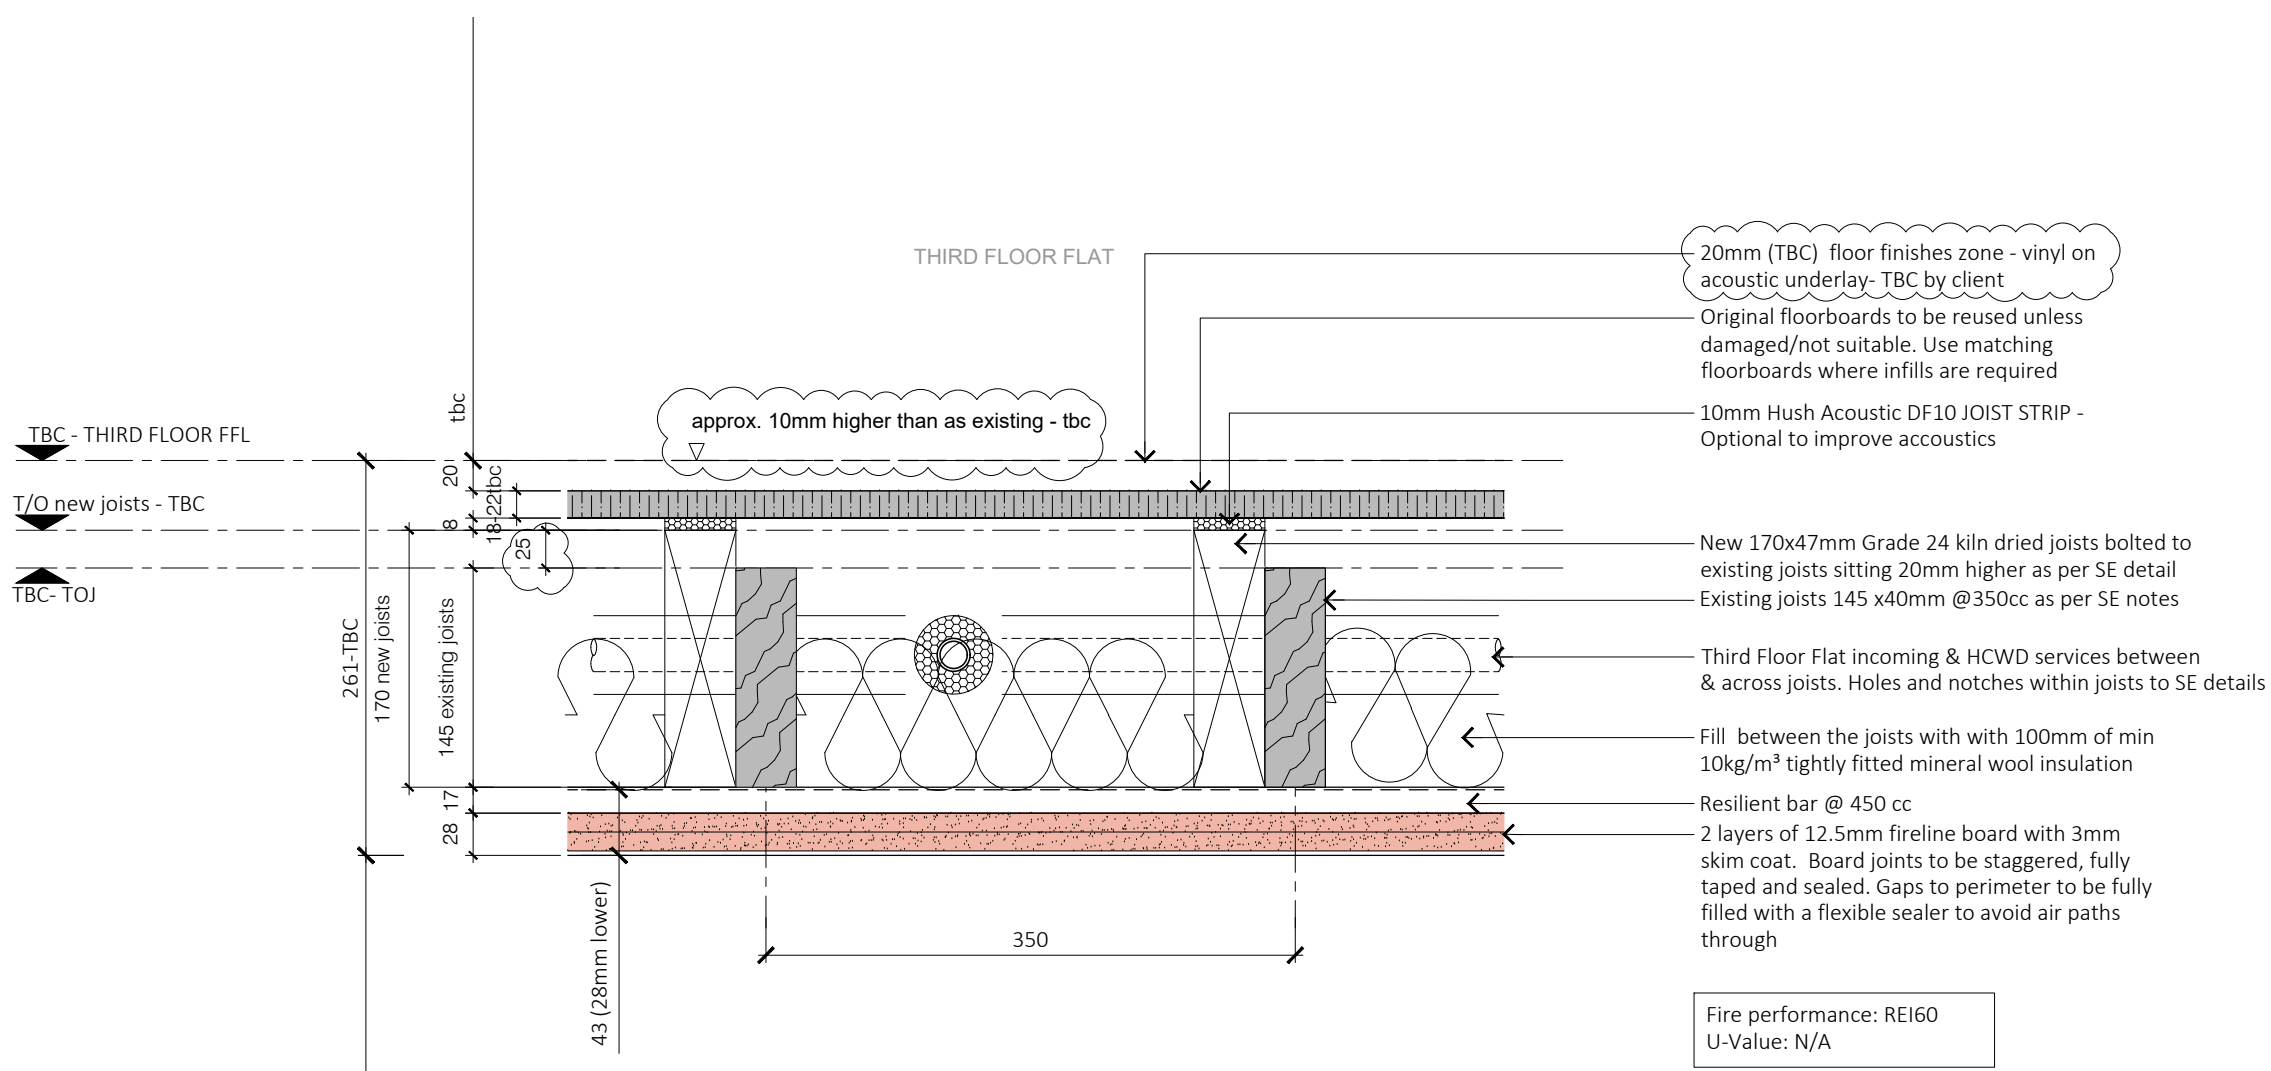 THIRD FLOOR FLAT
20mm (TBC)  floor finishes zone - vinyl on
acoustic underlay- TBC by client
Original floorboards to be reused unless
damaged/not suitable. Use matching
floorboards where infills are required
approx. 10mm higher than as existing - tbc
10mm Hush Acoustic DF10 JOIST STRIP -
Optional to improve accoustics
tbc
TBC - THIRD FLOOR FFL
20
18-22tbc
T/O new joists - TBC
8
25
New 170x47mm Grade 24 kiln dried joists bolted to
existing joists sitting 20mm higher as per SE detail
TBC- TOJ
Existing joists 145 x40mm @350cc as per SE notes
261-TBC
170 new joists
145 existing joists
Third Floor Flat incoming & HCWD services between
& across joists. Holes and notches within joists to SE details
Fill  between the joists with with 100mm of min
10kg/m³ tightly fitted mineral wool insulation
17
Resilient bar @ 450 cc
28
2 layers of 12.5mm fireline board with 3mm
skim coat.  Board joints to be staggered, fully
taped and sealed. Gaps to perimeter to be fully
filled with a flexible sealer to avoid air paths
through
43 (28mm lower)
350
Fire performance: REI60
U-Value: N/A